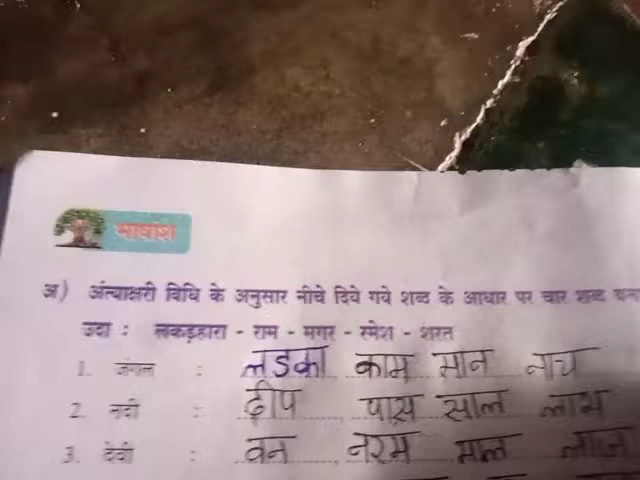 भाषांश
अ) अंत्याक्षरी विधि के अनुसार नीचे दिये गये शब्द के आधार पर चार शब्द
उदा : लकड़हारा - राम - मगर - रमेश - शरत
1. जंगल : लडका काम मान नाच
2. नदी : दीप पास साल लाभ
3. देवी : वन नरम माल